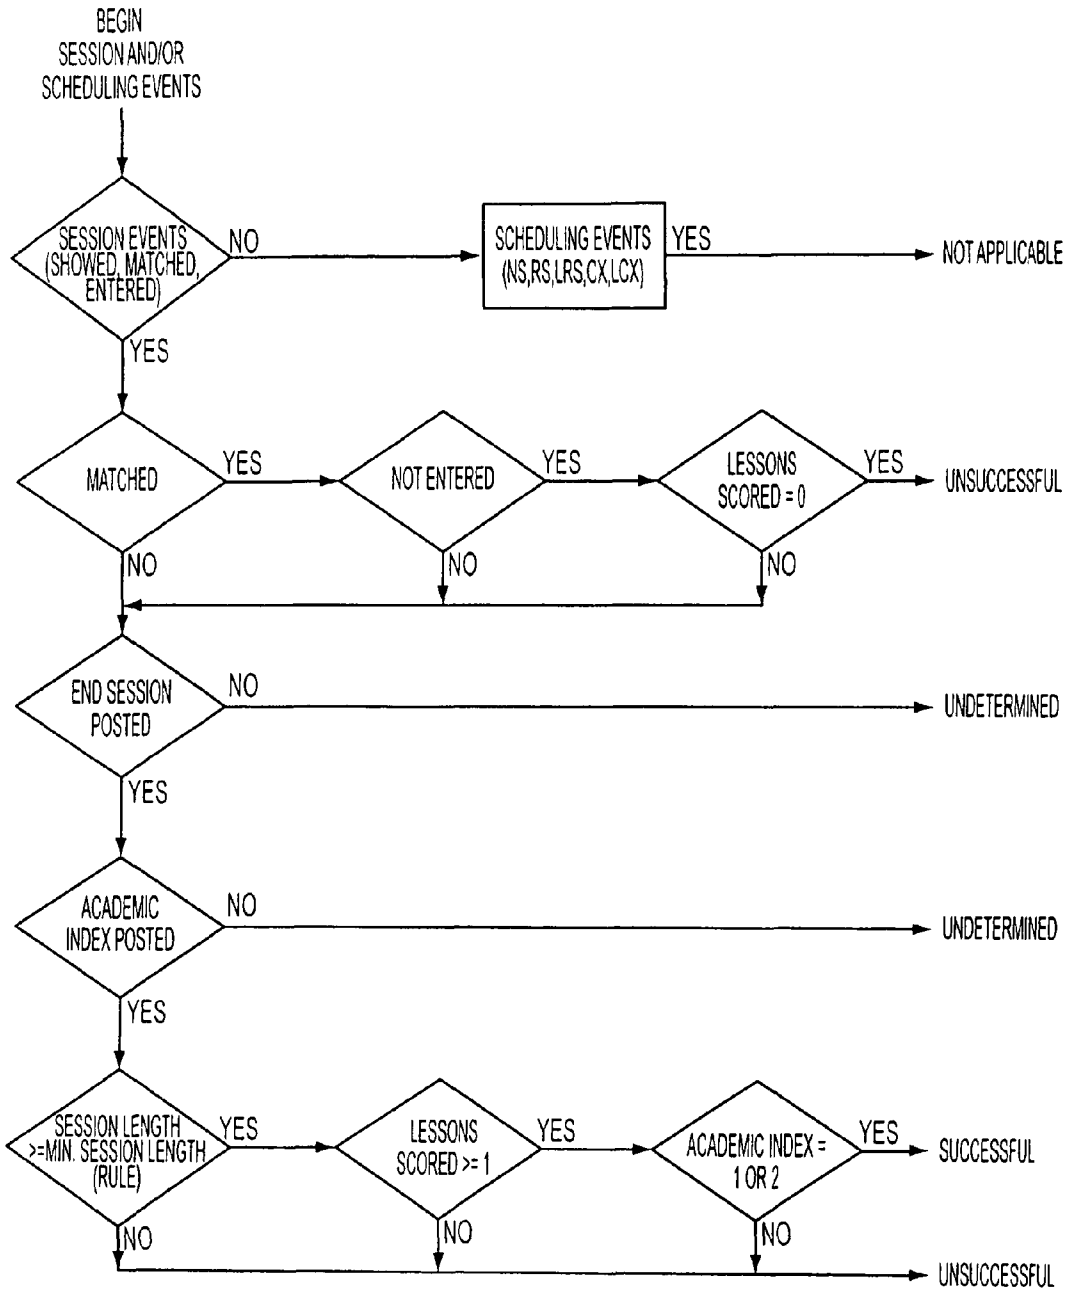 BEGIN
SESSION AND/OR
SCHEDULING EVENTS
SESSION EVENTS
(SHOWED, MATCHED,
ENTERED)
NO
SCHEDULING EVENTS
(NS,RS,LRS,CX,LCX)
YES
NOT APPLICABLE
YES
MATCHED
YES
NOT ENTERED
YES
LESSONS
SCORED = 0
YES
UNSUCCESSFUL
NO
NO
NO
END SESSION
POSTED
NO
UNDETERMINED
YES
ACADEMIC
INDEX POSTED
NO
UNDETERMINED
YES
SESSION LENGTH
>=MIN. SESSION LENGTH
(RULE)
YES
LESSONS
SCORED >= 1
YES
ACADEMIC INDEX =
1 OR 2
YES
SUCCESSFUL
NO
NO
NO
UNSUCCESSFUL